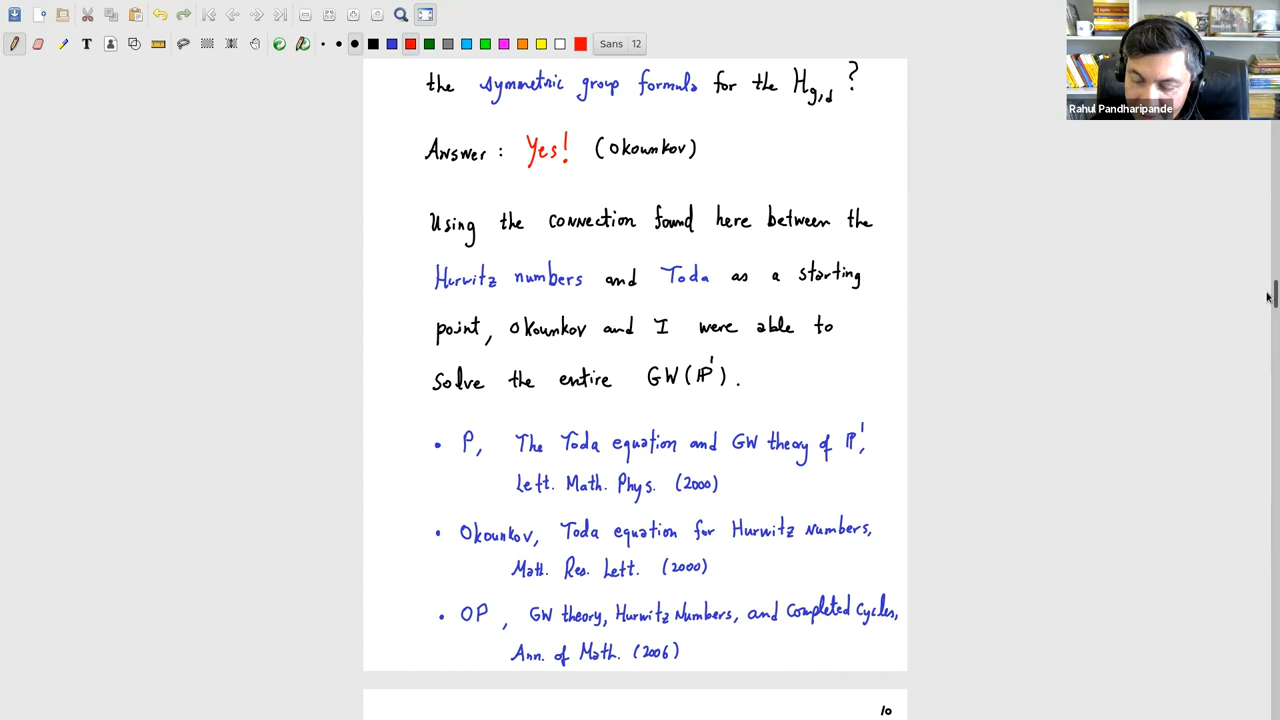 Sans 12
Rahul Pandharipande
the symmetric group formula for the H_{g,d} ?
Answer : Yes! (Okounkov)
Using the connection found here between the
Hurwitz numbers and Toda as a starting
point, Okounkov and I were able to
solve the entire GW(ℙ¹).
• P, The Toda equation and GW theory of ℙ¹,
Lett. Math. Phys. (2000)
• Okounkov, Toda equation for Hurwitz Numbers,
Math. Res. Lett. (2000)
• OP, GW theory, Hurwitz Numbers, and Completed Cycles,
Ann. of Math. (2006)
10